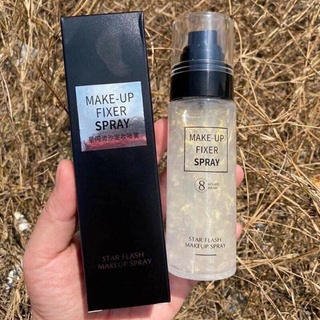 MAKE-UP
FIXER
SPRAY
STAR FLASH
MAKEUP SPRAY
MAKE-UP
FIXER
SPRAY
8
STAR FLASH
MAKEUP SPRAY